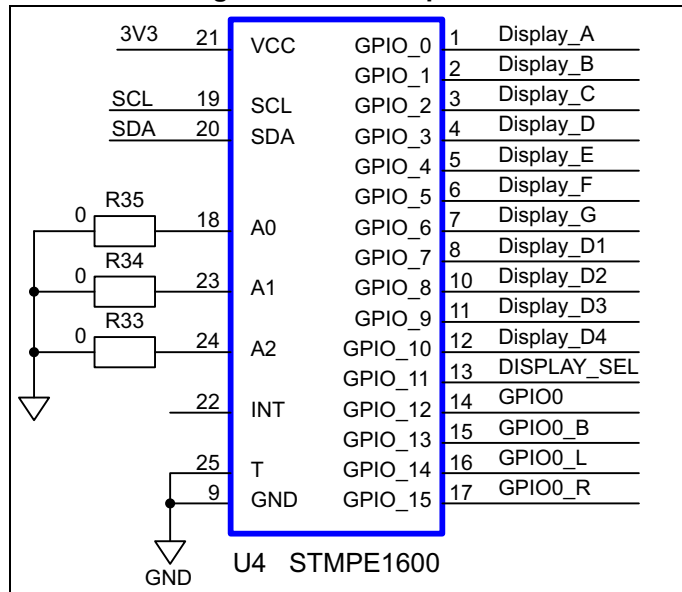 3V3 21 VCC GPIO_0 1 Display_A
GPIO_1 2 Display_B
SCL 19 SCL GPIO_2 3 Display_C
SDA 20 SDA GPIO_3 4 Display_D
GPIO_4 5 Display_E
R35 GPIO_5 6 Display_F
0 18 A0 GPIO_6 7 Display_G
R34 GPIO_7 8 Display_D1
0 23 A1 GPIO_8 10 Display_D2
R33 GPIO_9 11 Display_D3
0 24 A2 GPIO_10 12 Display_D4
GPIO_11 13 DISPLAY_SEL
22 INT GPIO_12 14 GPIO0
GPIO_13 15 GPIO0_B
25 T GPIO_14 16 GPIO0_L
9 GND GPIO_15 17 GPIO0_R
GND
U4 STMPE1600